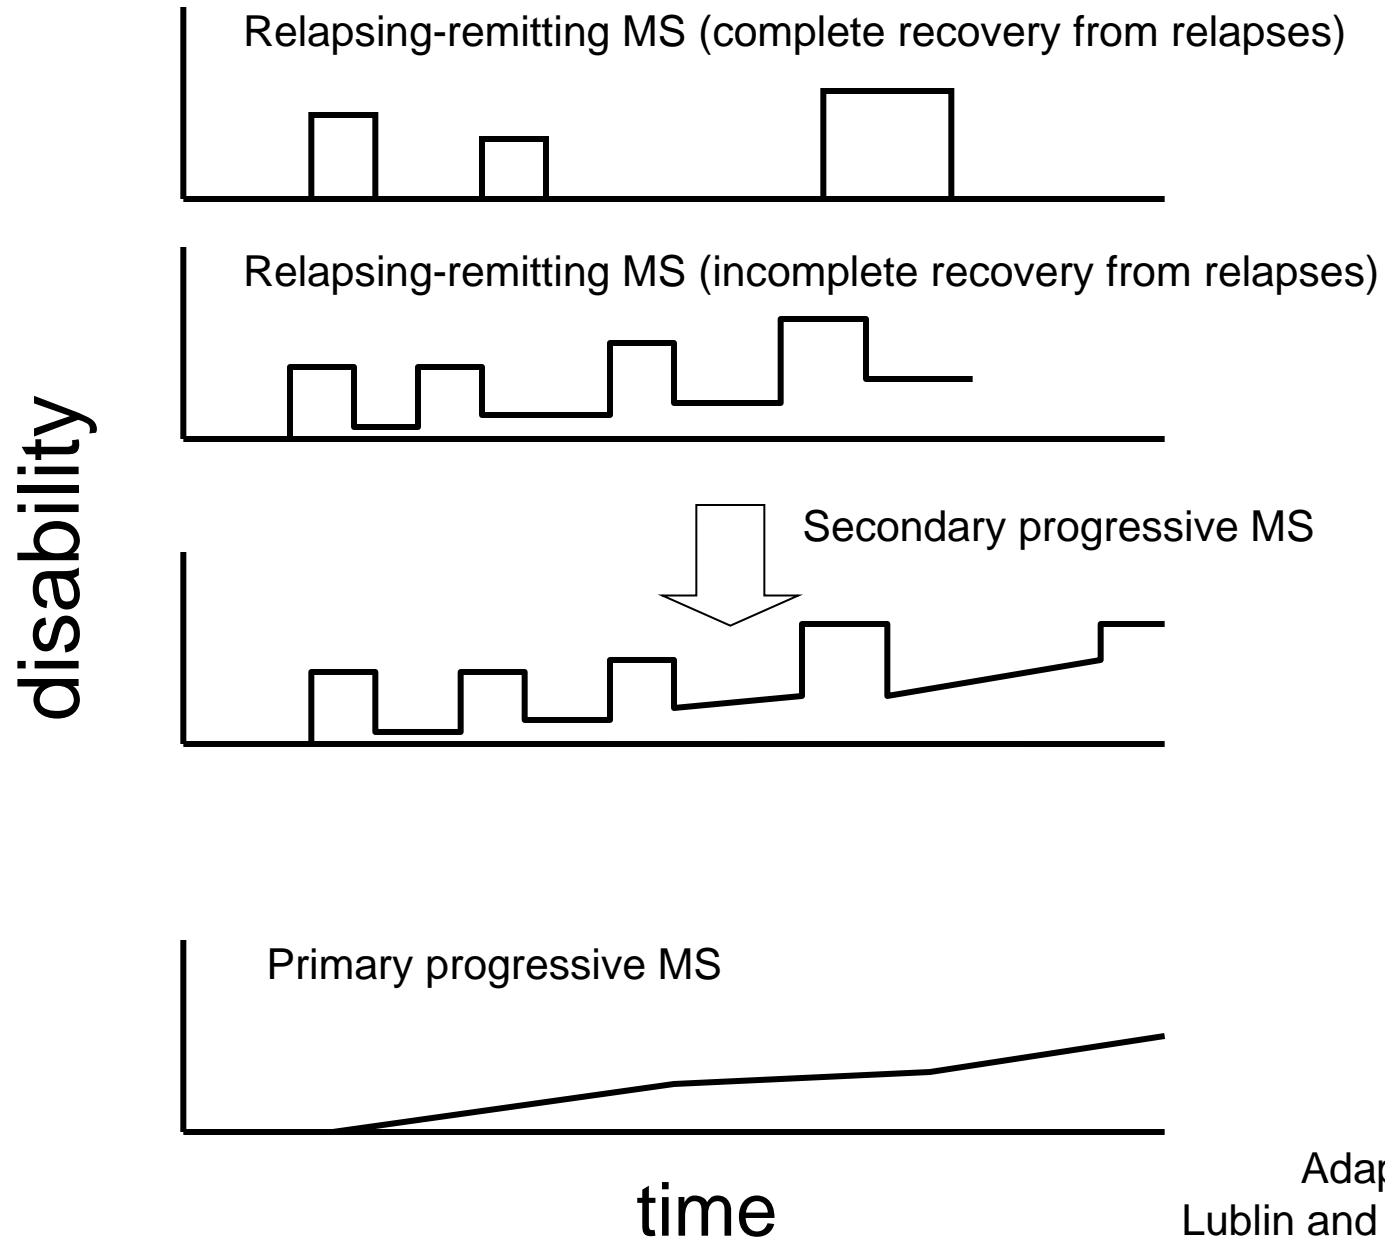 Relapsing-remitting MS (complete recovery from relapses)
Relapsing-remitting MS (incomplete recovery from relapses)
disability
Secondary progressive MS
Primary progressive MS
time
Lublin and